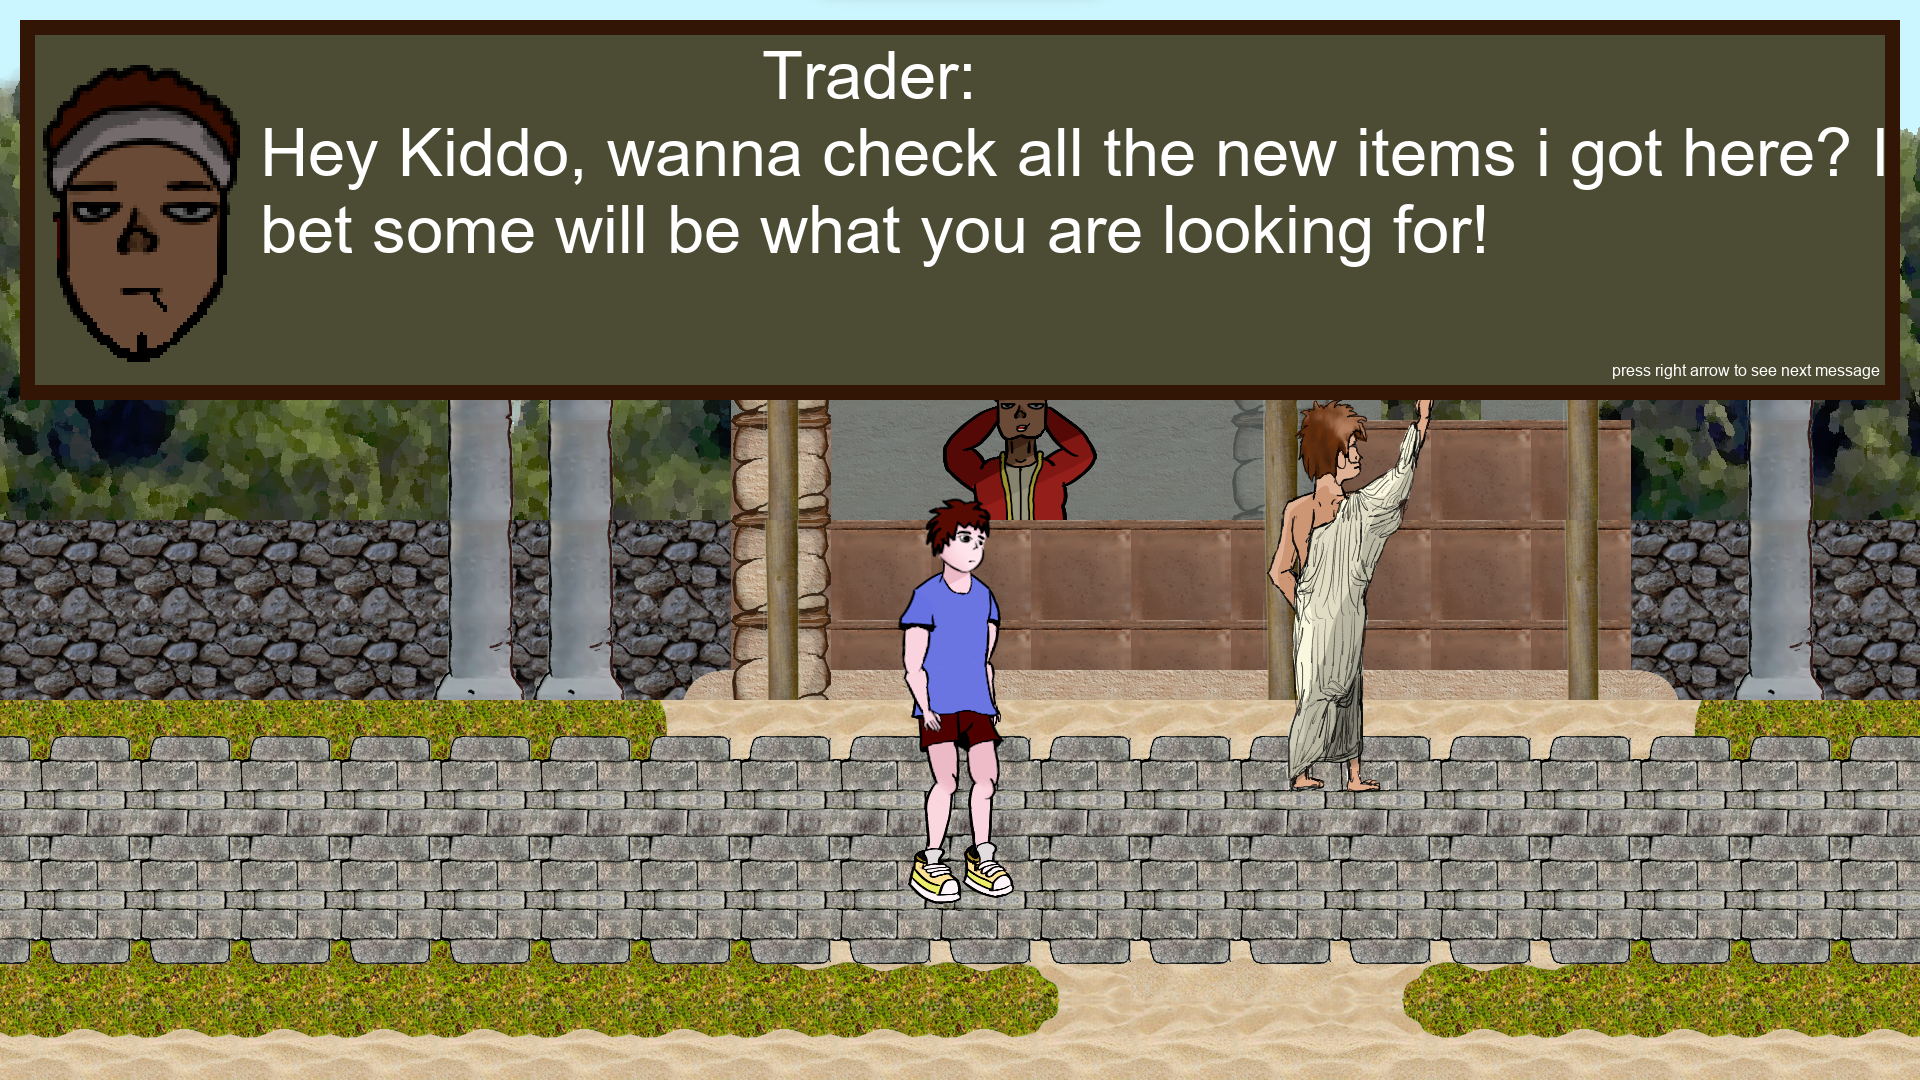 Trader:
Hey Kiddo, wanna check all the new items i got here? I
bet some will be what you are looking for!
press right arrow to see next message